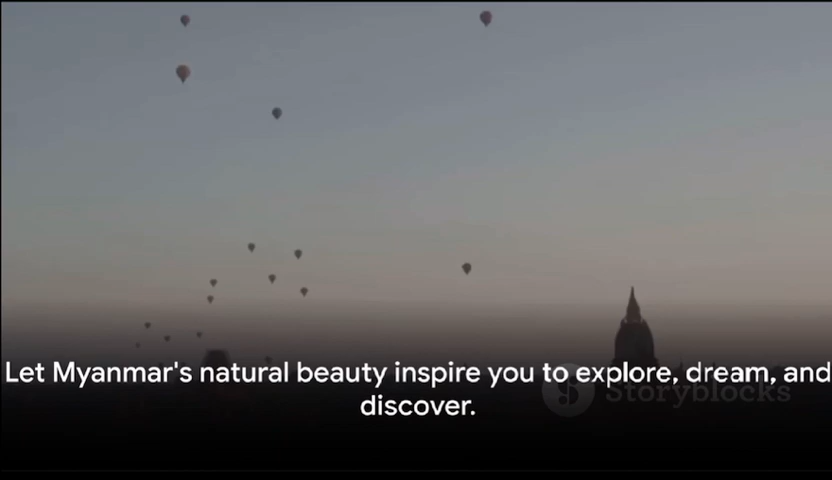 Let Myanmar's natural beauty inspire you to explore, dream, and
discover.
Storyblocks